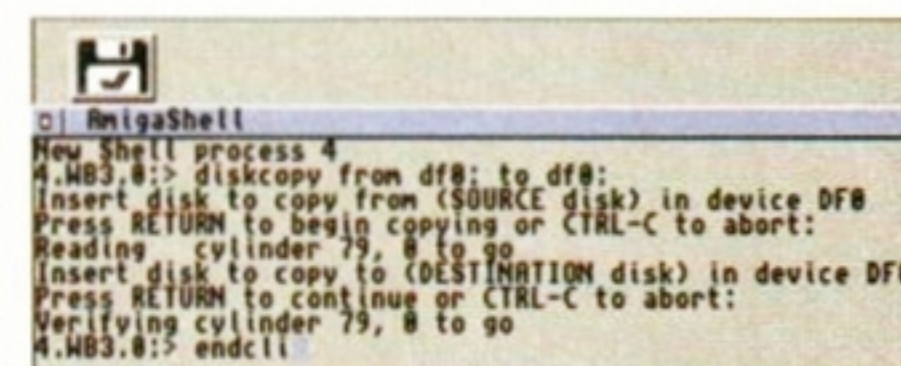 AmigaShell
New Shell process 4
4.WB3.0:> diskcopy from df0: to df0:
Insert disk to copy from (SOURCE disk) in device DF0
Press RETURN to begin copying or CTRL-C to abort:
Reading cylinder 79, 0 to go
Insert disk to copy to (DESTINATION disk) in device DF0
Press RETURN to continue or CTRL-C to abort:
Verifying cylinder 79, 0 to go
4.WB3.0:> endcli